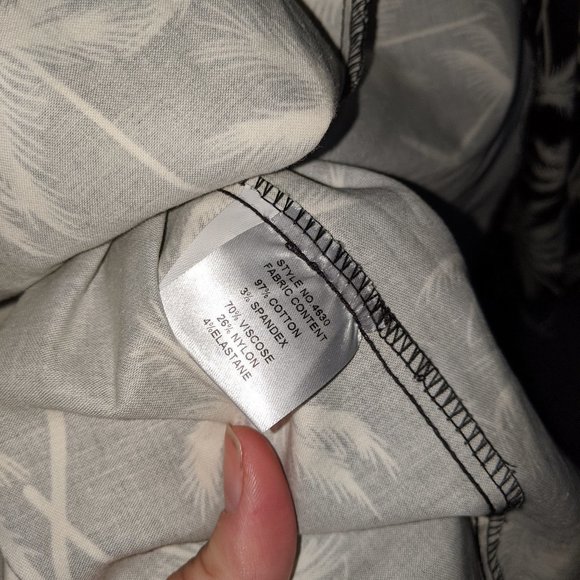 STYLE NO.4630
FABRIC CONTENT
97% COTTON
3% SPANDEX
70% VISCOSE
26% NYLON
4%ELASTANE